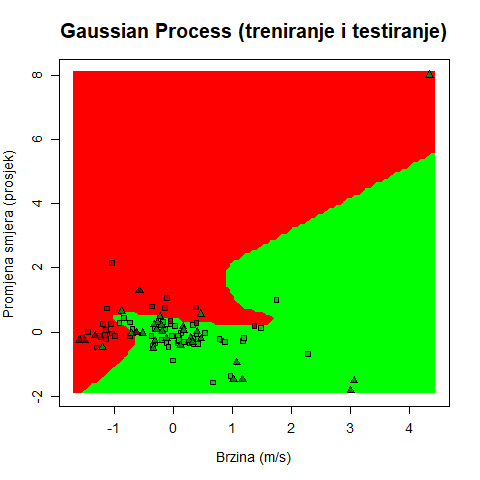 Gaussian Process (treniranje i testiranje)
Promjena smjera (prosjek)
8
6
4
2
0
-2
-1 0 1 2 3 4
Brzina (m/s)